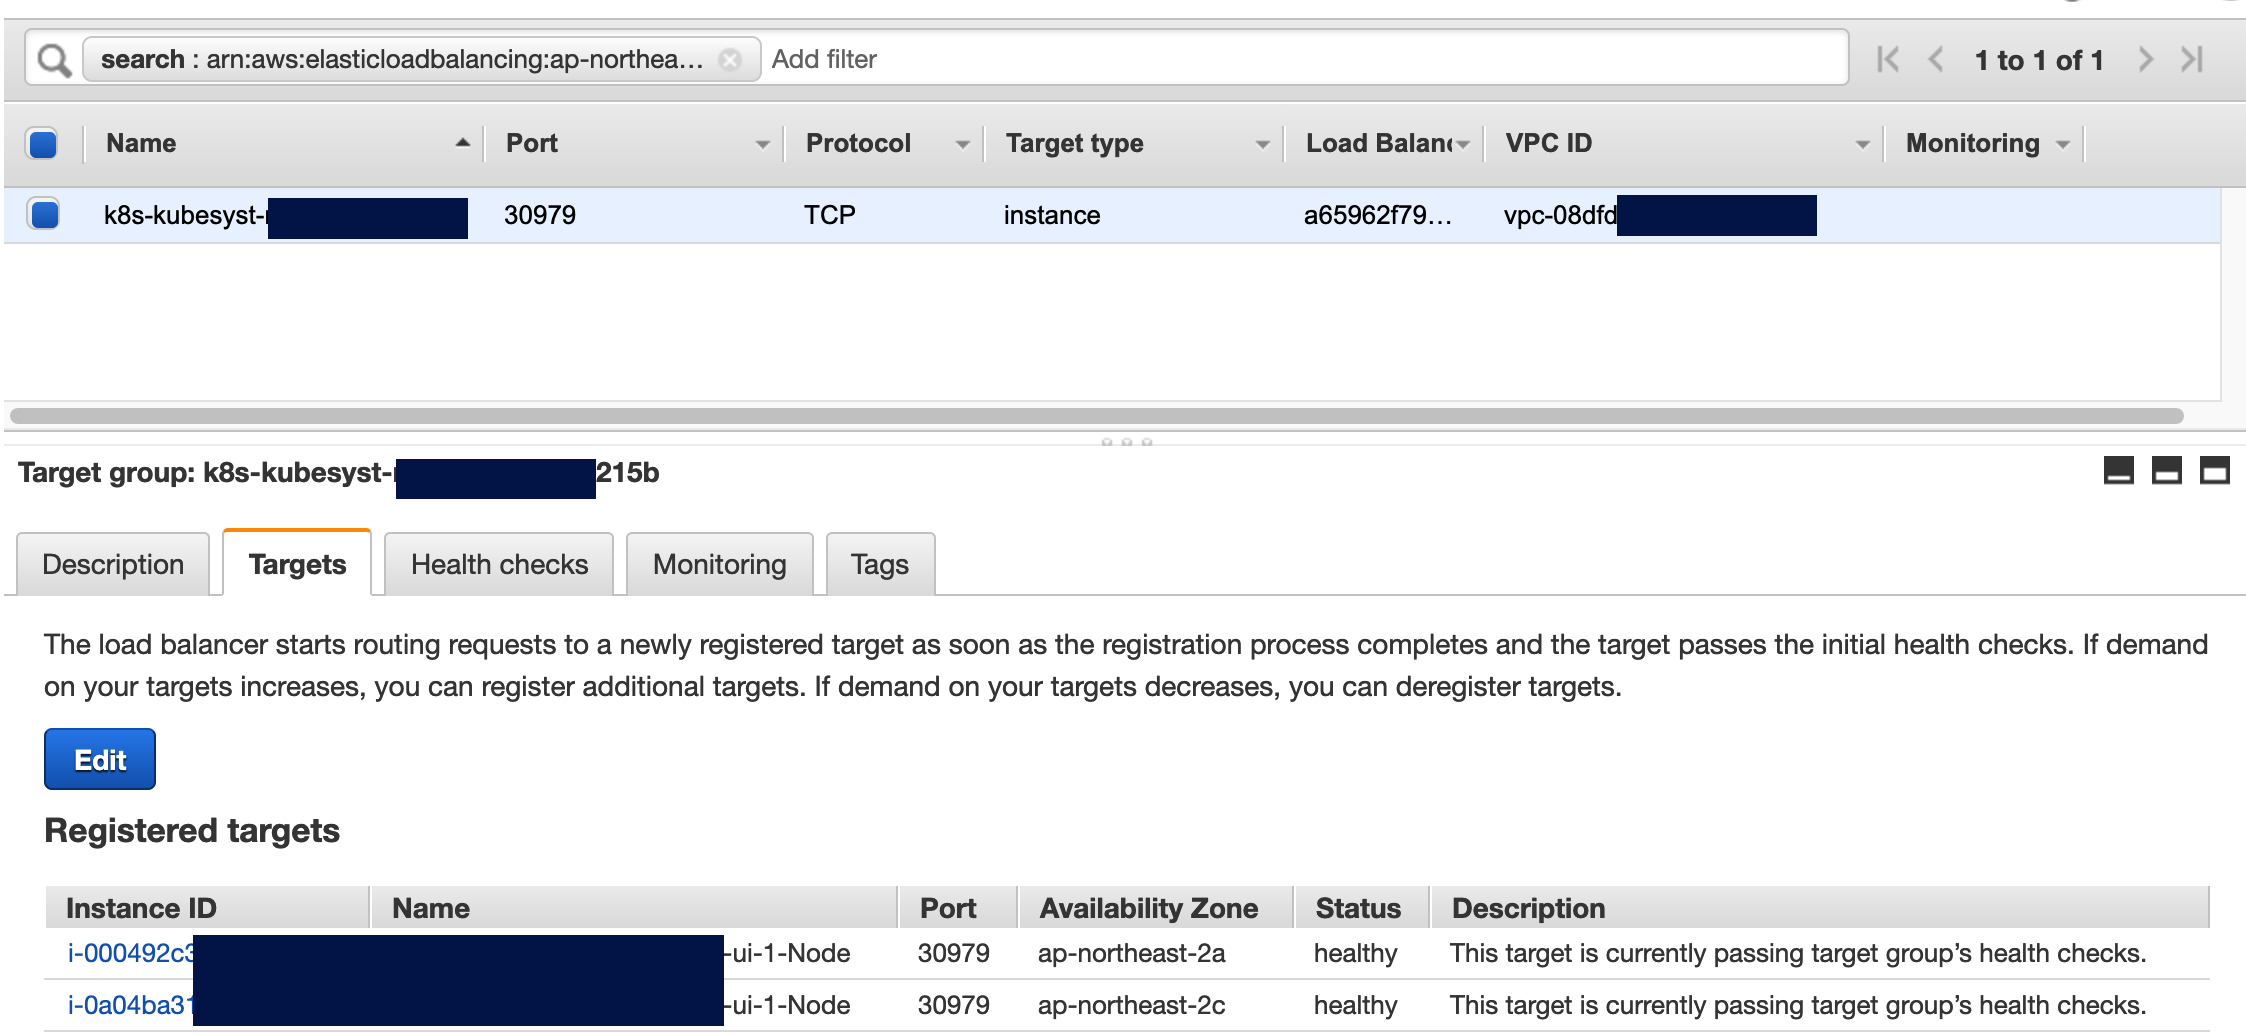 search : arn:aws:elasticloadbalancing:ap-northea... Add filter 1 to 1 of 1
Name Port Protocol Target type Load Balanc VPC ID Monitoring
k8s-kubesyst- 30979 TCP instance a65962f79... vpc-08dfd
Target group: k8s-kubesyst- 215b
Description Targets Health checks Monitoring Tags
The load balancer starts routing requests to a newly registered target as soon as the registration process completes and the target passes the initial health checks. If demand
on your targets increases, you can register additional targets. If demand on your targets decreases, you can deregister targets.
Edit
Registered targets
Instance ID Name Port Availability Zone Status Description
i-000492c3 -ui-1-Node 30979 ap-northeast-2a healthy This target is currently passing target group's health checks.
i-0a04ba31 -ui-1-Node 30979 ap-northeast-2c healthy This target is currently passing target group's health checks.